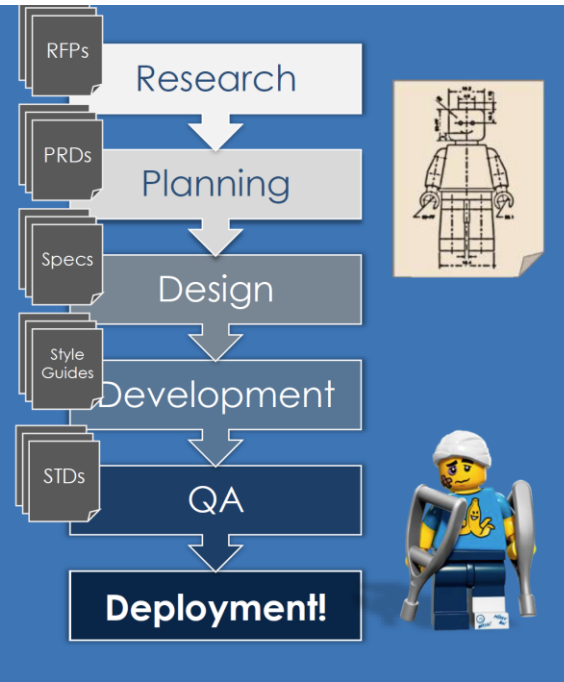 RFPs
Research
PRDs
Planning
Specs
Design
Style
Guides
Development
STDs
QA
Deployment!